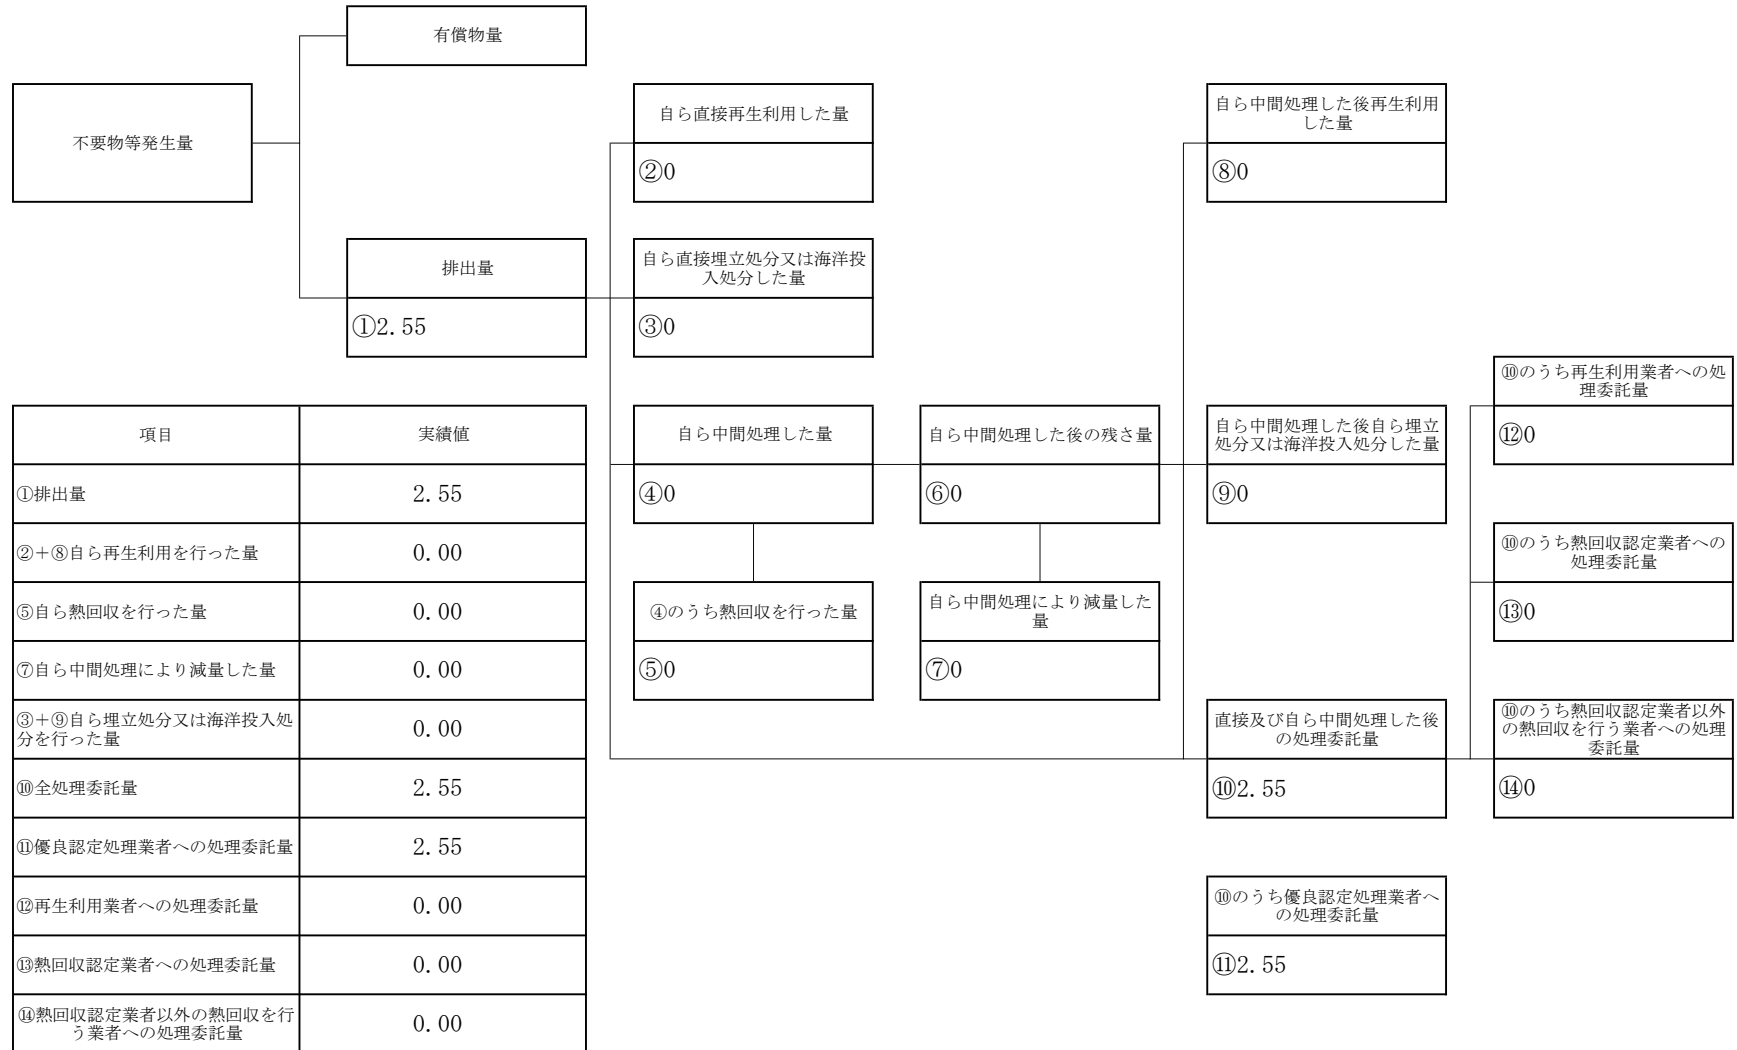 有償物量
不要物等発生量
自ら直接再生利用した量
②0
自ら中間処理した後再生利用
した量
⑧0
排出量
①2.55
自ら直接埋立処分又は海洋投
入処分した量
③0
項目 実績値
①排出量 2.55
②+⑧自ら再生利用を行った量 0.00
⑤自ら熱回収を行った量 0.00
⑦自ら中間処理により減量した量 0.00
③+⑨自ら埋立処分又は海洋投入処
分を行った量 0.00
⑩全処理委託量 2.55
⑪優良認定処理業者への処理委託量 2.55
⑫再生利用業者への処理委託量 0.00
⑬熱回収認定業者への処理委託量 0.00
⑭熱回収認定業者以外の熱回収を行
う業者への処理委託量 0.00
自ら中間処理した量
④0
④のうち熱回収を行った量
⑤0
自ら中間処理した後の残さ量
⑥0
自ら中間処理により減量した
量
⑦0
自ら中間処理した後自ら埋立
処分又は海洋投入処分した量
⑨0
直接及び自ら中間処理した後
の処理委託量
⑩2.55
⑩のうち優良認定処理業者へ
の処理委託量
⑪2.55
⑩のうち再生利用業者への処
理委託量
⑫0
⑩のうち熱回収認定業者への
処理委託量
⑬0
⑩のうち熱回収認定業者以外
の熱回収を行う業者への処理
委託量
⑭0